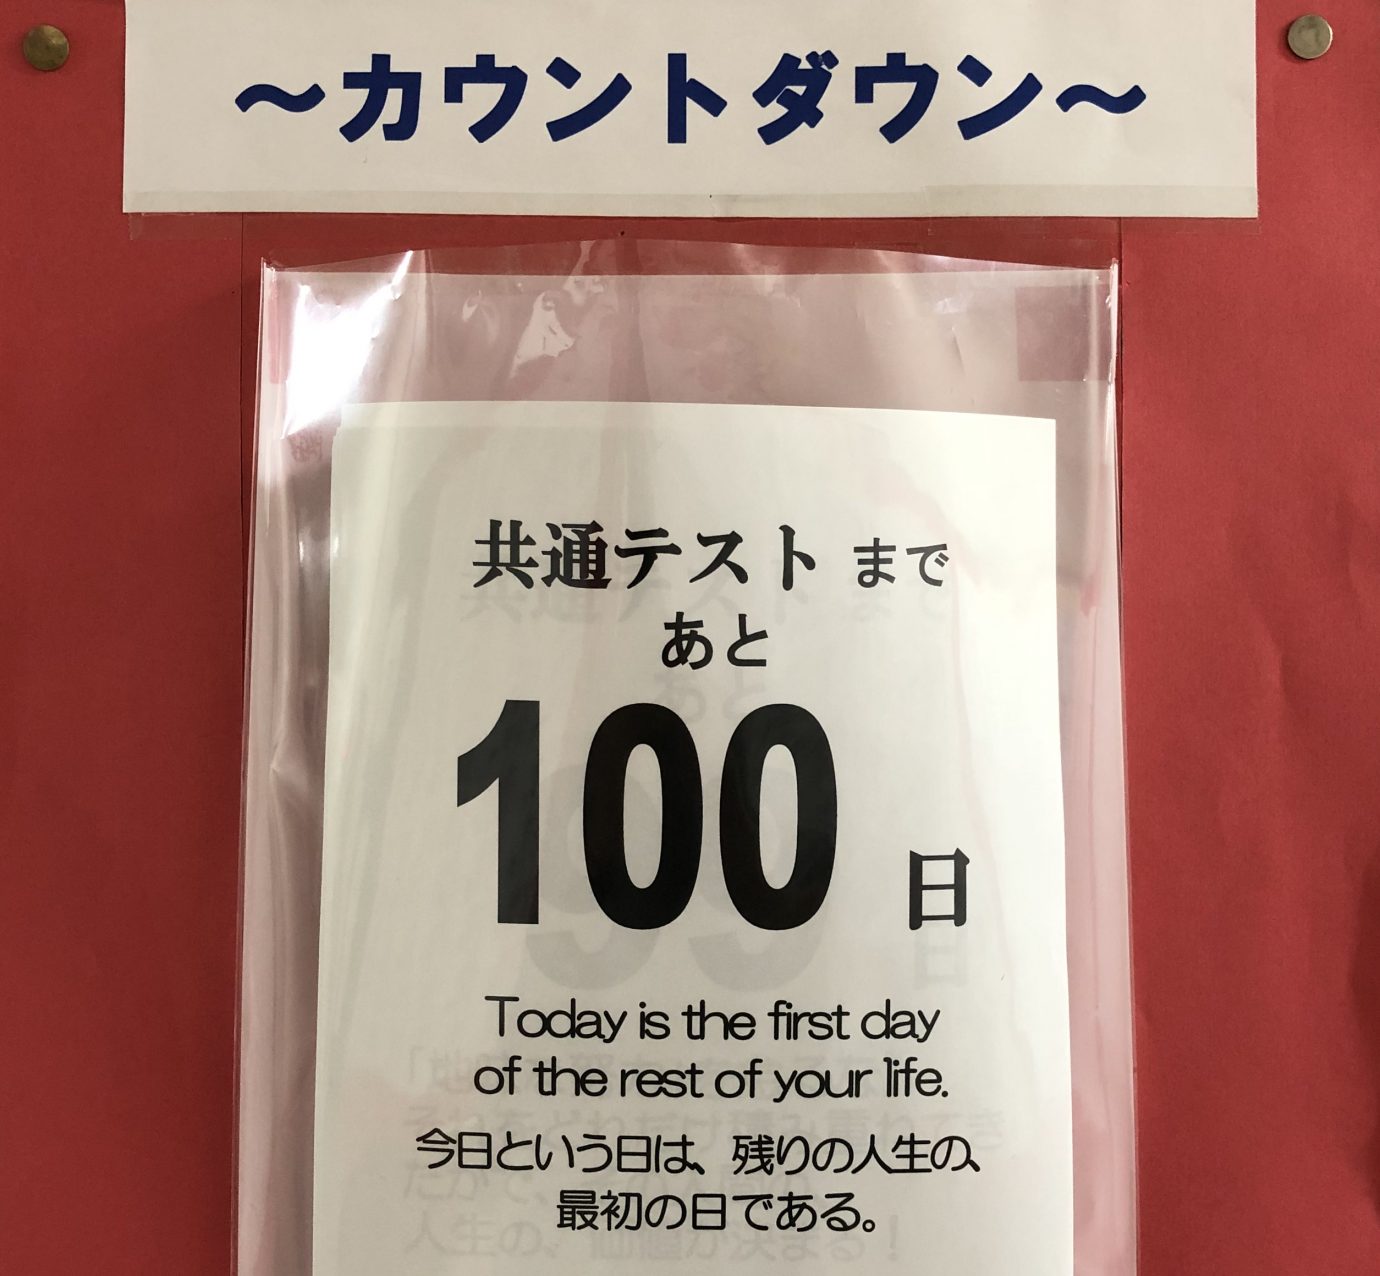 ～カウントダウン～
共通テスト まで
あと
100 日
Today is the first day
of the rest of your life.
今日という日は、残りの人生の、
最初の日である。